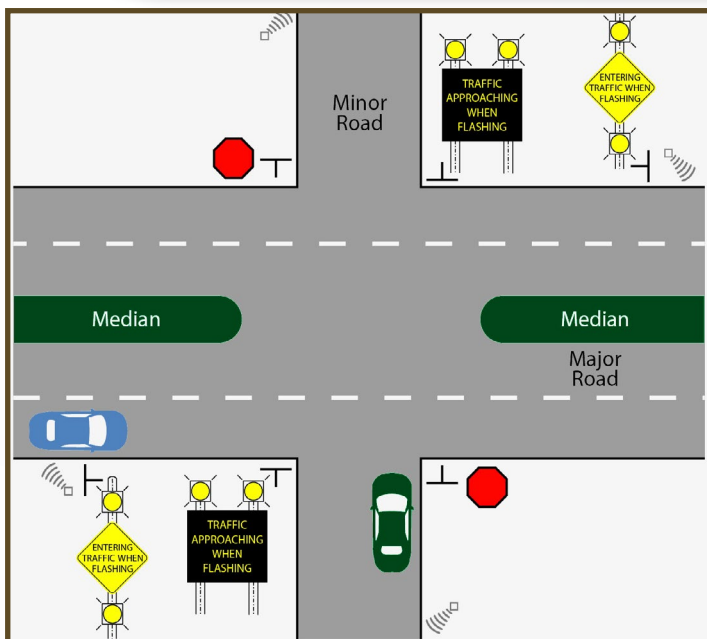 Minor
Road
TRAFFIC
APPROACHING
WHEN
FLASHING
ENTERING
TRAFFIC WHEN
FLASHING
Median
Median
Major
Road
ENTERING
TRAFFIC WHEN
FLASHING
TRAFFIC
APPROACHING
WHEN
FLASHING